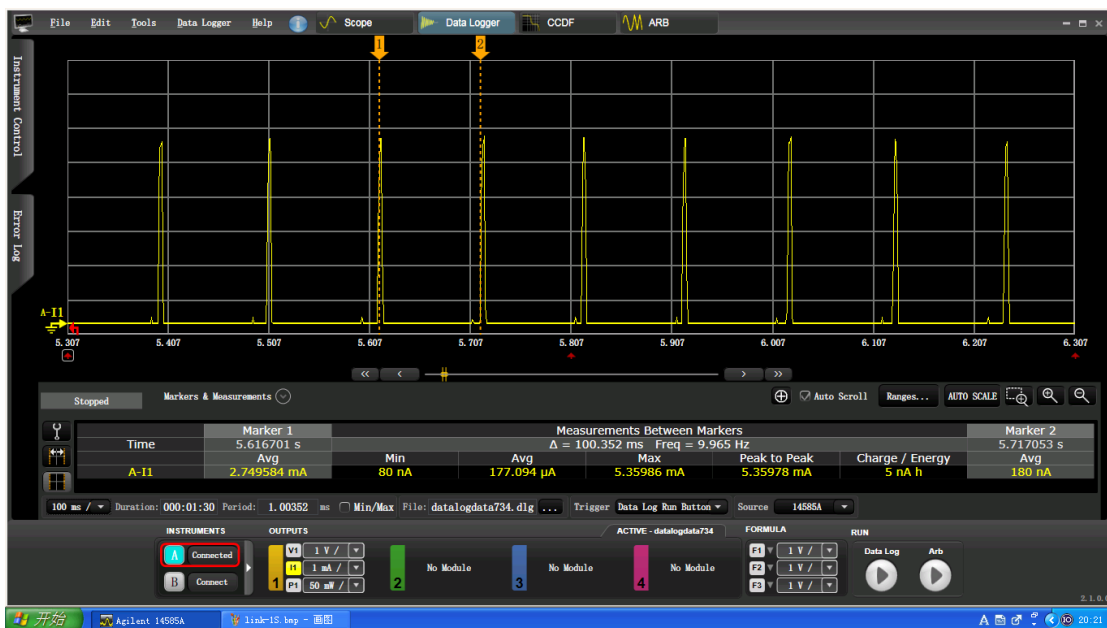 File Edit Tools Data Logger Help Scope Data Logger CCDF ARB
Instrument Control
Error Log
1 2
A-I1
5.307 5.407 5.507 5.607 5.707 5.807 5.907 6.007 6.107 6.207 6.307
Stopped Markers & Measurements Auto Scroll Ranges... AUTO SCALE
Marker 1 Measurements Between Markers Marker 2
Time 5.616701 s Δ = 100.352 ms Freq = 9.965 Hz 5.717053 s
Avg Min Avg Max Peak to Peak Charge / Energy Avg
A-I1 2.749584 mA 80 nA 177.094 µA 5.35986 mA 5.35978 mA 5 nA h 180 nA
100 ms / Duration: 000:01:30 Period: 1.00352 ms Min/Max File: datalogdata734.dlg ... Trigger Data Log Run Button Source 14585A
INSTRUMENTS OUTPUTS ACTIVE - datalogdata734 FORMULA RUN
A Connected V1 1 V / F1 1 V / Data Log Arb
I1 1 mA / No Module No Module No Module F2 1 V /
B Connect 1 P1 50 mW / 2 3 4 F3 1 V /
开始 Agilent 14585A link-1S.bmp - 画图 A 20:21